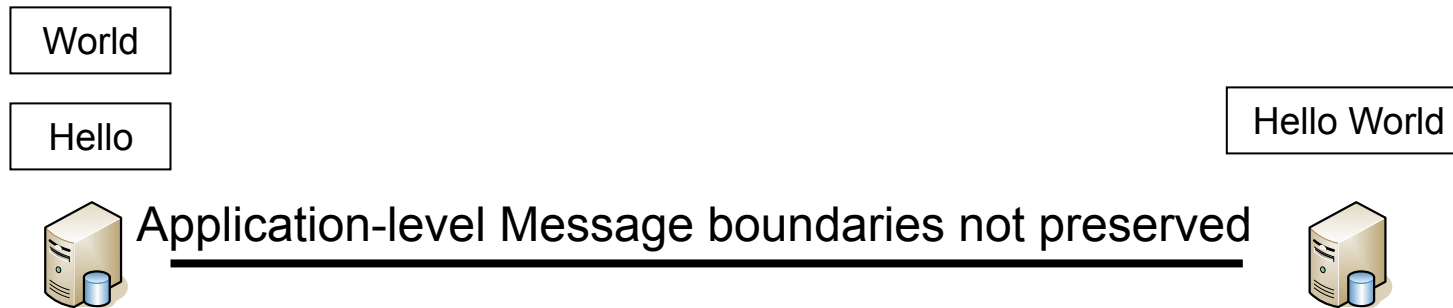 World
Hello
Hello World
Application-level Message boundaries not preserved